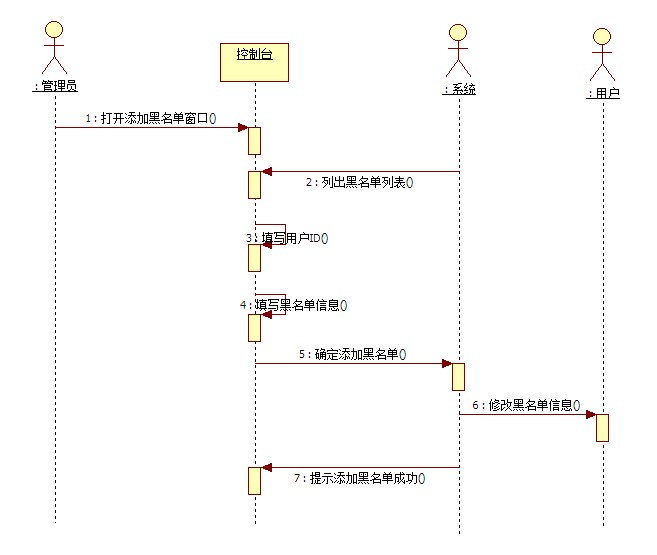 控制台
: 管理员
: 系统
: 用户
1 : 打开添加黑名单窗口()
2 : 列出黑名单列表()
3 : 填写用户ID()
4 : 填写黑名单信息()
5 : 确定添加黑名单()
6 : 修改黑名单信息()
7 : 提示添加黑名单成功()